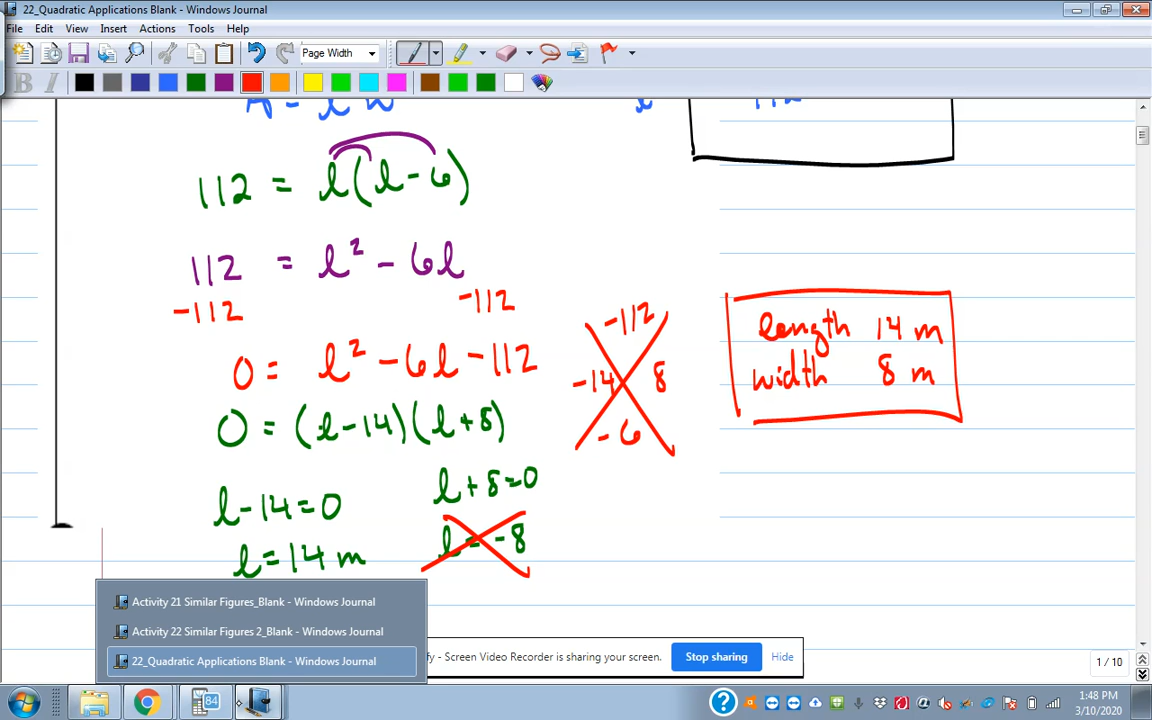 22_Quadratic Applications Blank - Windows Journal
File Edit View Insert Actions Tools Help
Page Width
B I
A = l w
l
112
112 = l(l-6)
112 = l² - 6l
-112 -112
0 = l² - 6l - 112
0 = (l-14)(l+8)
l-14=0
l=14 m
l+8=0
l=-8
-112
-14 8
-6
length 14 m
width 8 m
Activity 21 Similar Figures_Blank - Windows Journal
Activity 22 Similar Figures 2_Blank - Windows Journal
22_Quadratic Applications Blank - Windows Journal
fy - Screen Video Recorder is sharing your screen. Stop sharing Hide
1 / 10
84
1:48 PM
3/10/2020